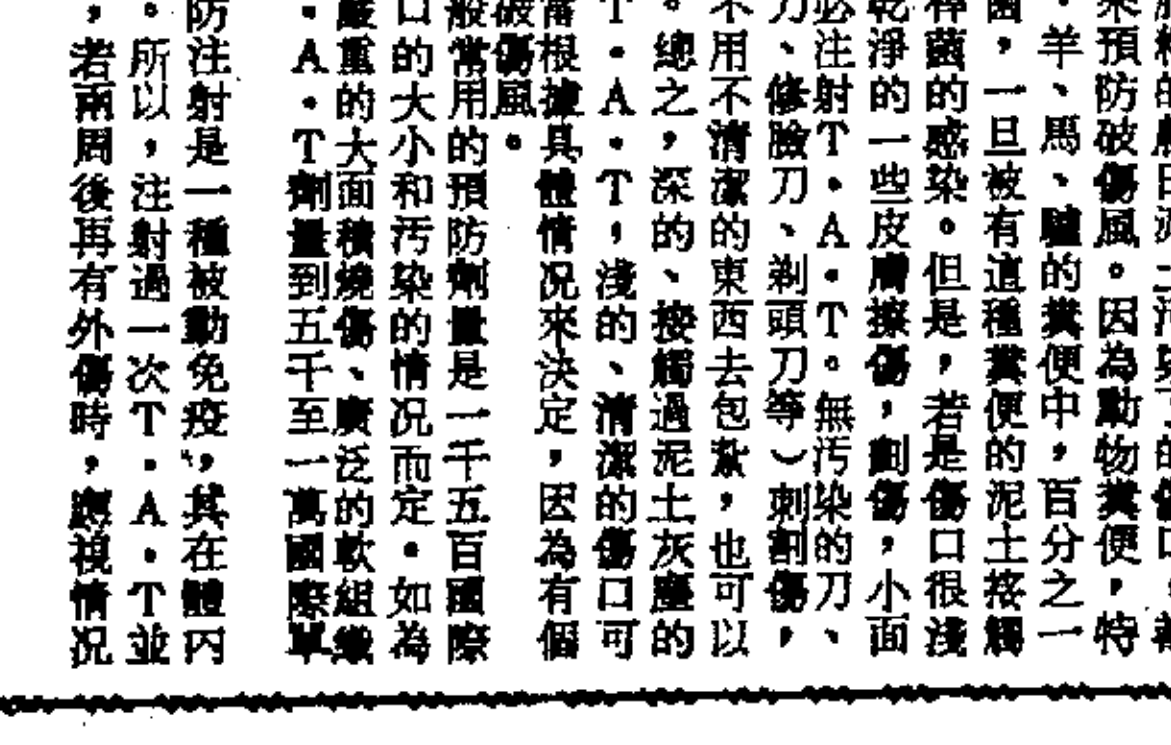 來預防破傷風。因為動物糞便，特
、羊、馬、驢的糞便中，百分之一
菌，一旦被有這種糞便的泥土接觸
桿菌的感染。但是，若是傷口很淺
乾淨的一些皮膚擦傷，劃傷，小面
必注射T·A·T。無污染的刀、
刀、修臉刀、剃頭刀等）刺割傷，
不用不清潔的東西去包紮，也可以
。總之，深的、接觸過泥土灰塵的
T·A·T，淺的、清潔的傷口可
當根據具體情况來決定，因為有個
破傷風。
般常用的預防劑量是一千五百國際
口的大小和污染的情况而定。如為
嚴重的大面積燒傷、廣泛的軟組織
·A·T劑量到五千至一萬國際單
防注射是一種被動免疫，其在體内
。所以，注射過一次T·A·T並
，若兩周後再有外傷時，應視情况